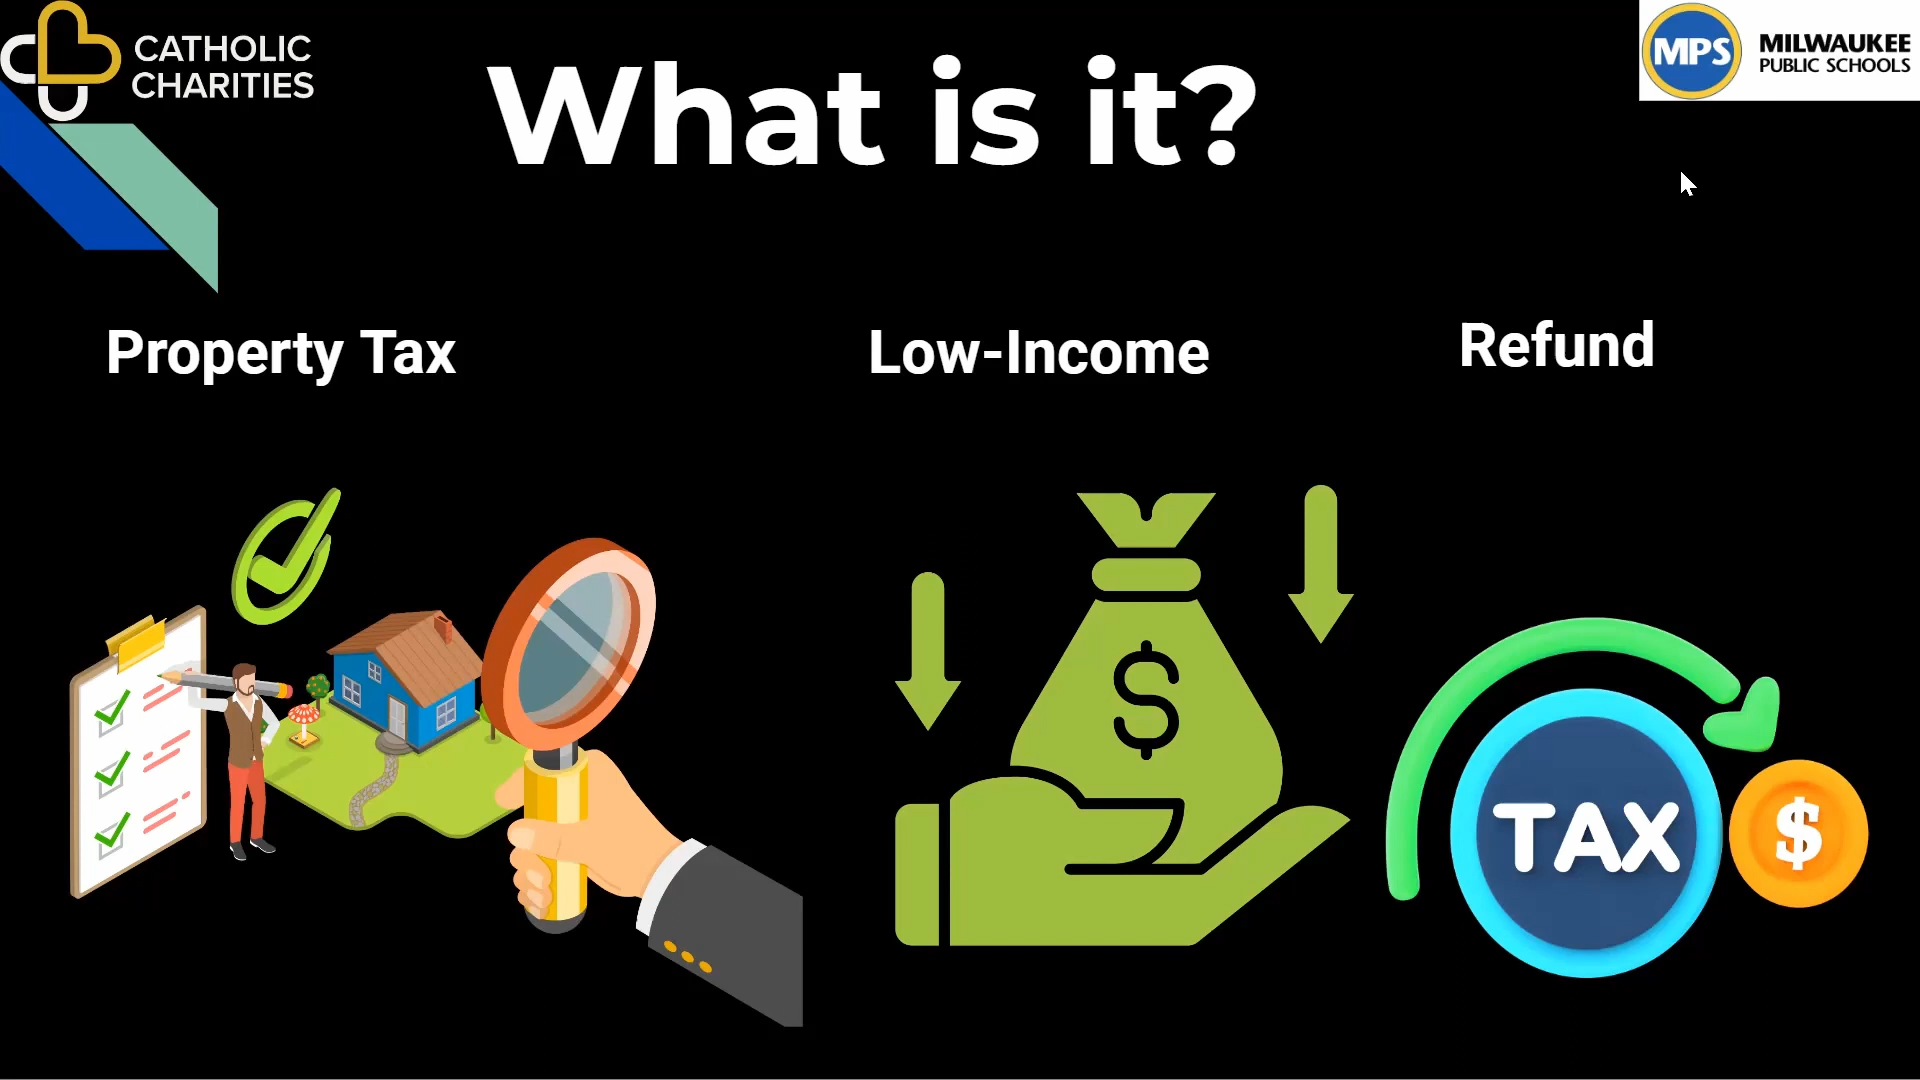 CATHOLIC
CHARITIES
What is it?
MPS
MILWAUKEE
PUBLIC SCHOOLS
Property Tax
Low-Income
Refund
$
TAX
$